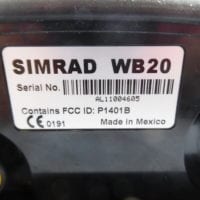 SIMRAD WB20
Serial No.
AL11004605
Contains FCC ID: P1401B
CE 0191 Made in Mexico